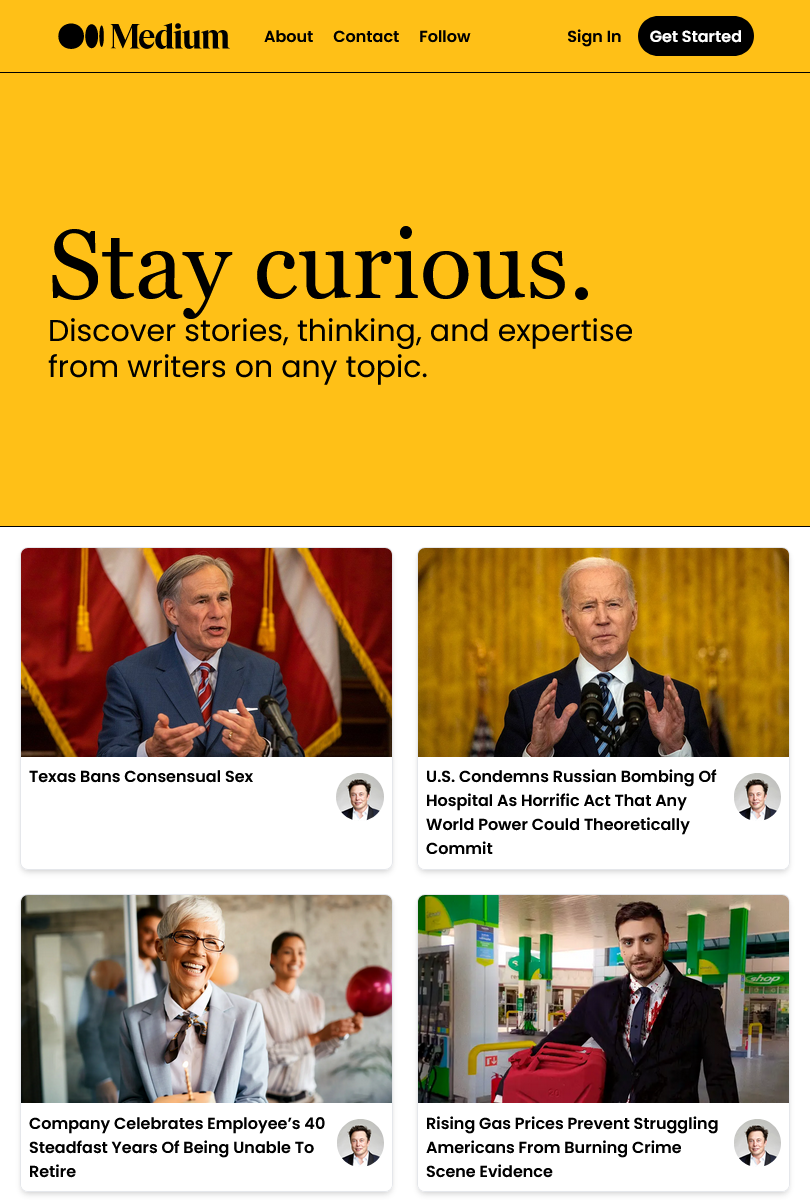 Medium About Contact Follow Sign In Get Started
Stay curious.
Discover stories, thinking, and expertise
from writers on any topic.
Texas Bans Consensual Sex
U.S. Condemns Russian Bombing Of
Hospital As Horrific Act That Any
World Power Could Theoretically
Commit
shop
Company Celebrates Employee’s 40
Steadfast Years Of Being Unable To
Retire
Rising Gas Prices Prevent Struggling
Americans From Burning Crime
Scene Evidence